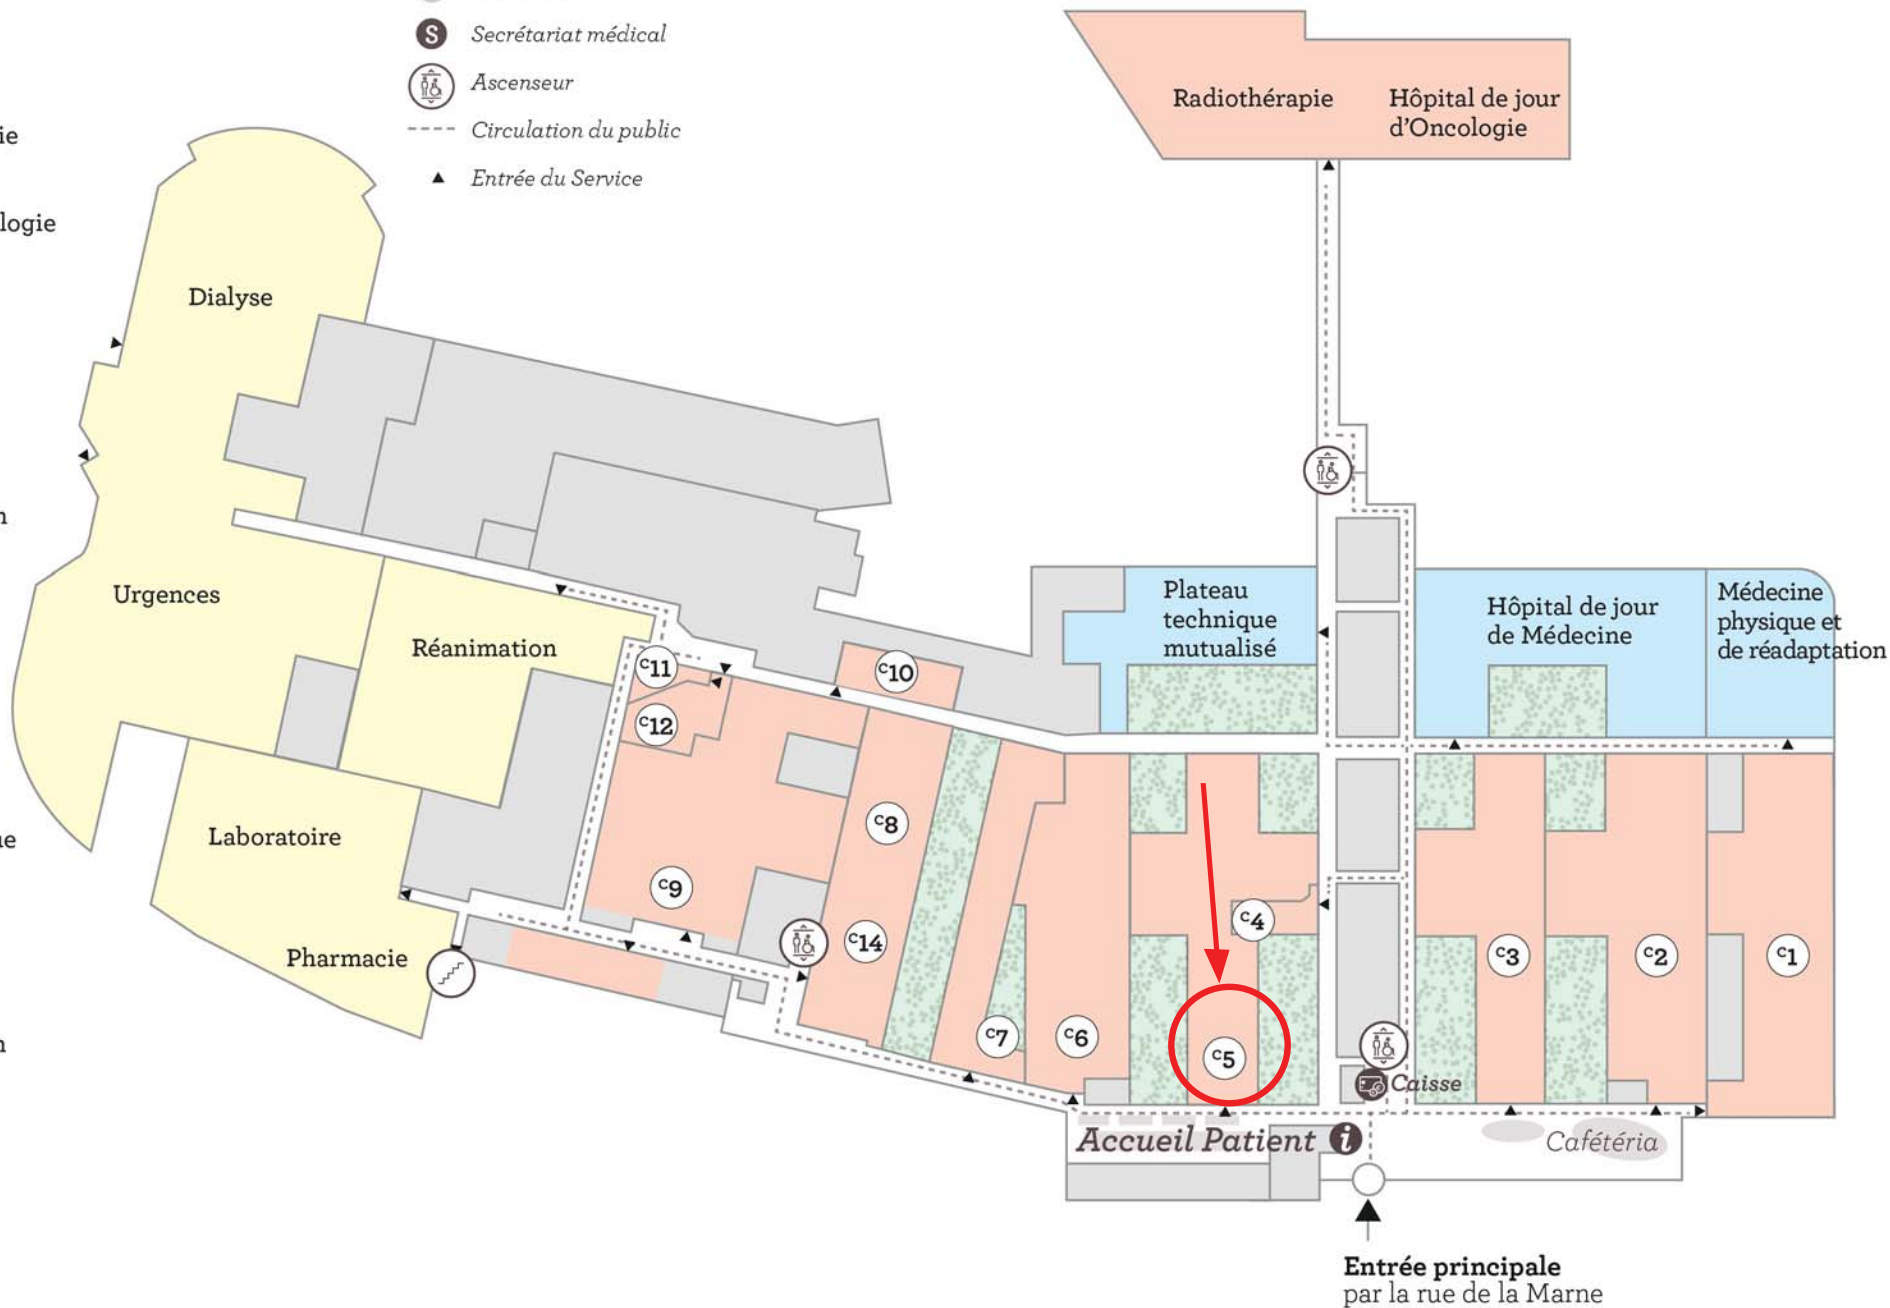 S Secrétariat médical
Ascenseur
Circulation du public
Entrée du Service
ie
logie
n
ue
n
Radiothérapie
Hôpital de jour
d'Oncologie
Dialyse
Urgences
Réanimation
Laboratoire
Pharmacie
Plateau
technique
mutualisé
Hôpital de jour
de Médecine
Médecine
physique et
de réadaptation
c11
c10
c12
c8
c9
c14
c7
c6
c5
c4
c3
c2
c1
Caisse
Accueil Patient i
Cafétéria
Entrée principale
par la rue de la Marne